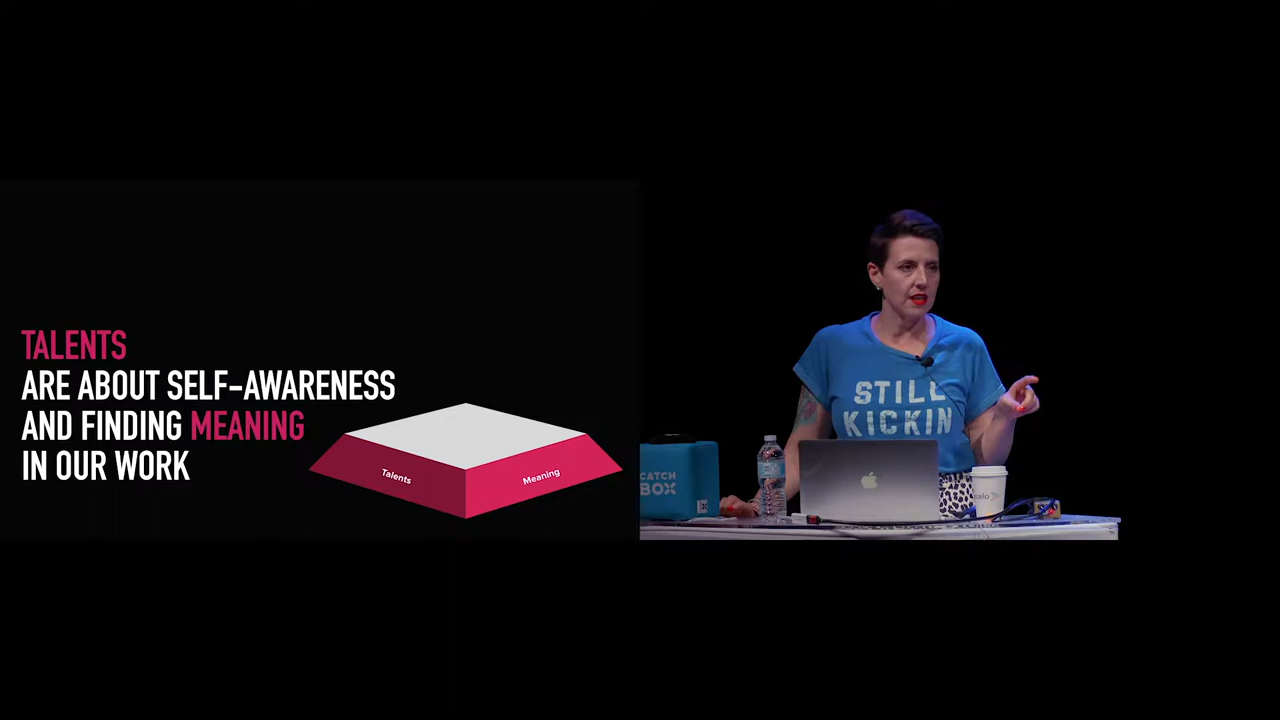 TALENTS
ARE ABOUT SELF-AWARENESS
AND FINDING MEANING
IN OUR WORK
Talents
Meaning
STILL
KICKIN
CATCH
BOX